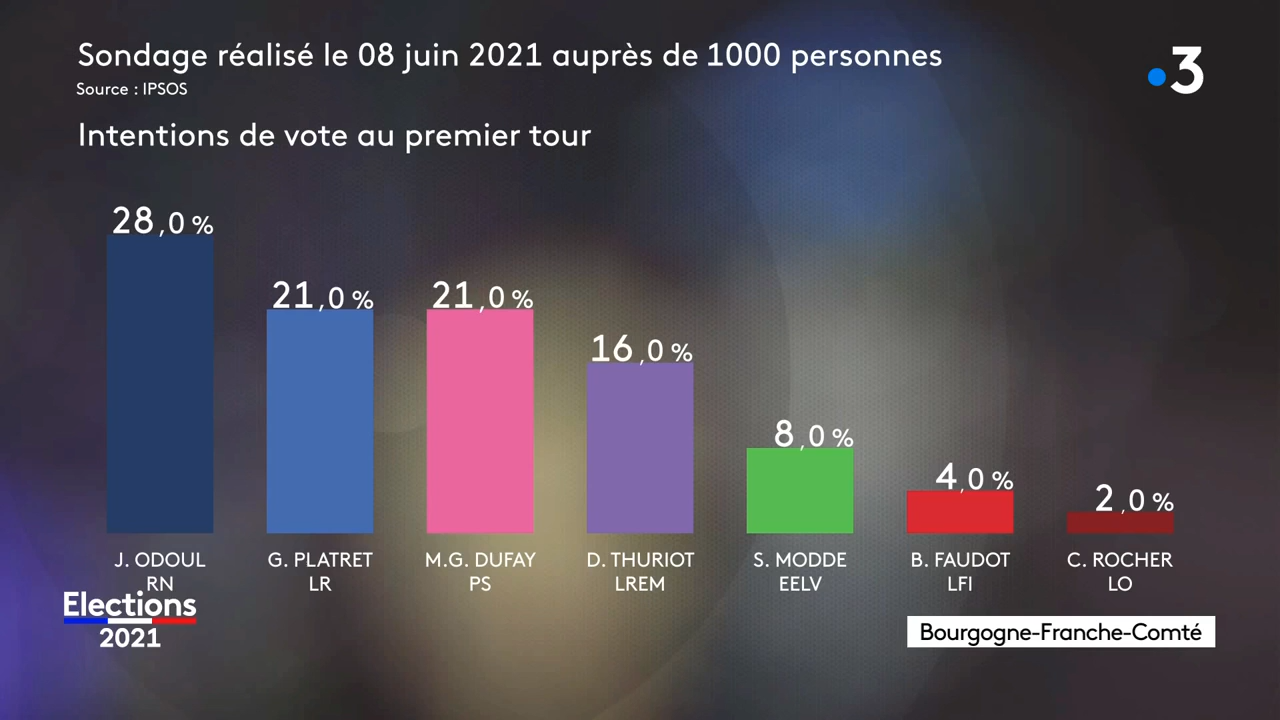 Sondage réalisé le 08 juin 2021 auprès de 1000 personnes
Source : IPSOS
3
Intentions de vote au premier tour
28,0 %
21,0 %
21,0 %
16,0 %
8,0 %
4,0 %
2,0 %
J. ODOUL
RN
G. PLATRET
LR
M.G. DUFAY
PS
D. THURIOT
LREM
S. MODDE
EELV
B. FAUDOT
LFI
C. ROCHER
LO
Elections
2021
Bourgogne-Franche-Comté